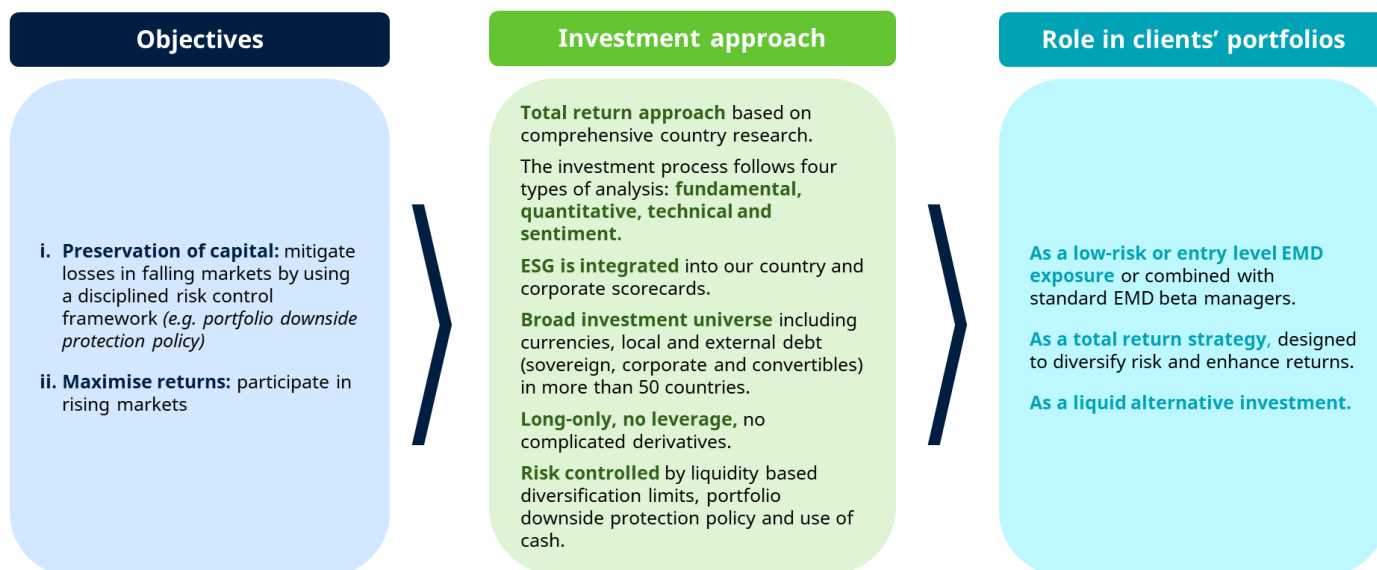 Objectives
i. Preservation of capital: mitigate
losses in falling markets by using
a disciplined risk control
framework (e.g. portfolio downside
protection policy)
ii. Maximise returns: participate in
rising markets
Investment approach
Total return approach based on
comprehensive country research.
The investment process follows four
types of analysis: fundamental,
quantitative, technical and
sentiment.
ESG is integrated into our country and
corporate scorecards.
Broad investment universe including
currencies, local and external debt
(sovereign, corporate and convertibles)
in more than 50 countries.
Long-only, no leverage, no
complicated derivatives.
Risk controlled by liquidity based
diversification limits, portfolio
downside protection policy and use of
cash.
Role in clients’ portfolios
As a low-risk or entry level EMD
exposure or combined with
standard EMD beta managers.
As a total return strategy, designed
to diversify risk and enhance returns.
As a liquid alternative investment.